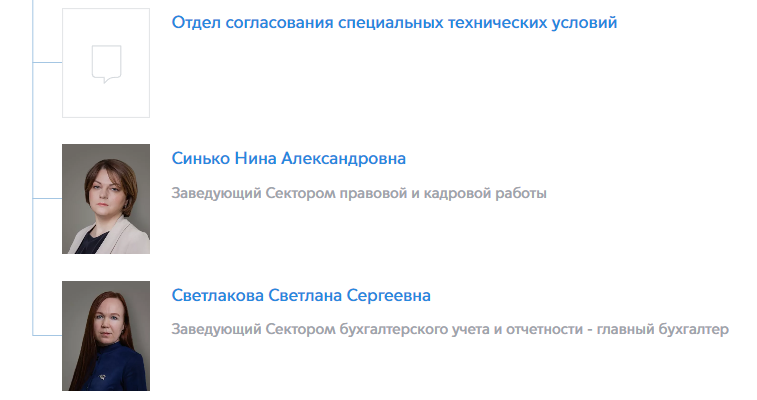 Отдел согласования специальных технических условий
Синько Нина Александровна
Заведующий Сектором правовой и кадровой работы
Светлакова Светлана Сергеевна
Заведующий Сектором бухгалтерского учета и отчетности - главный бухгалтер